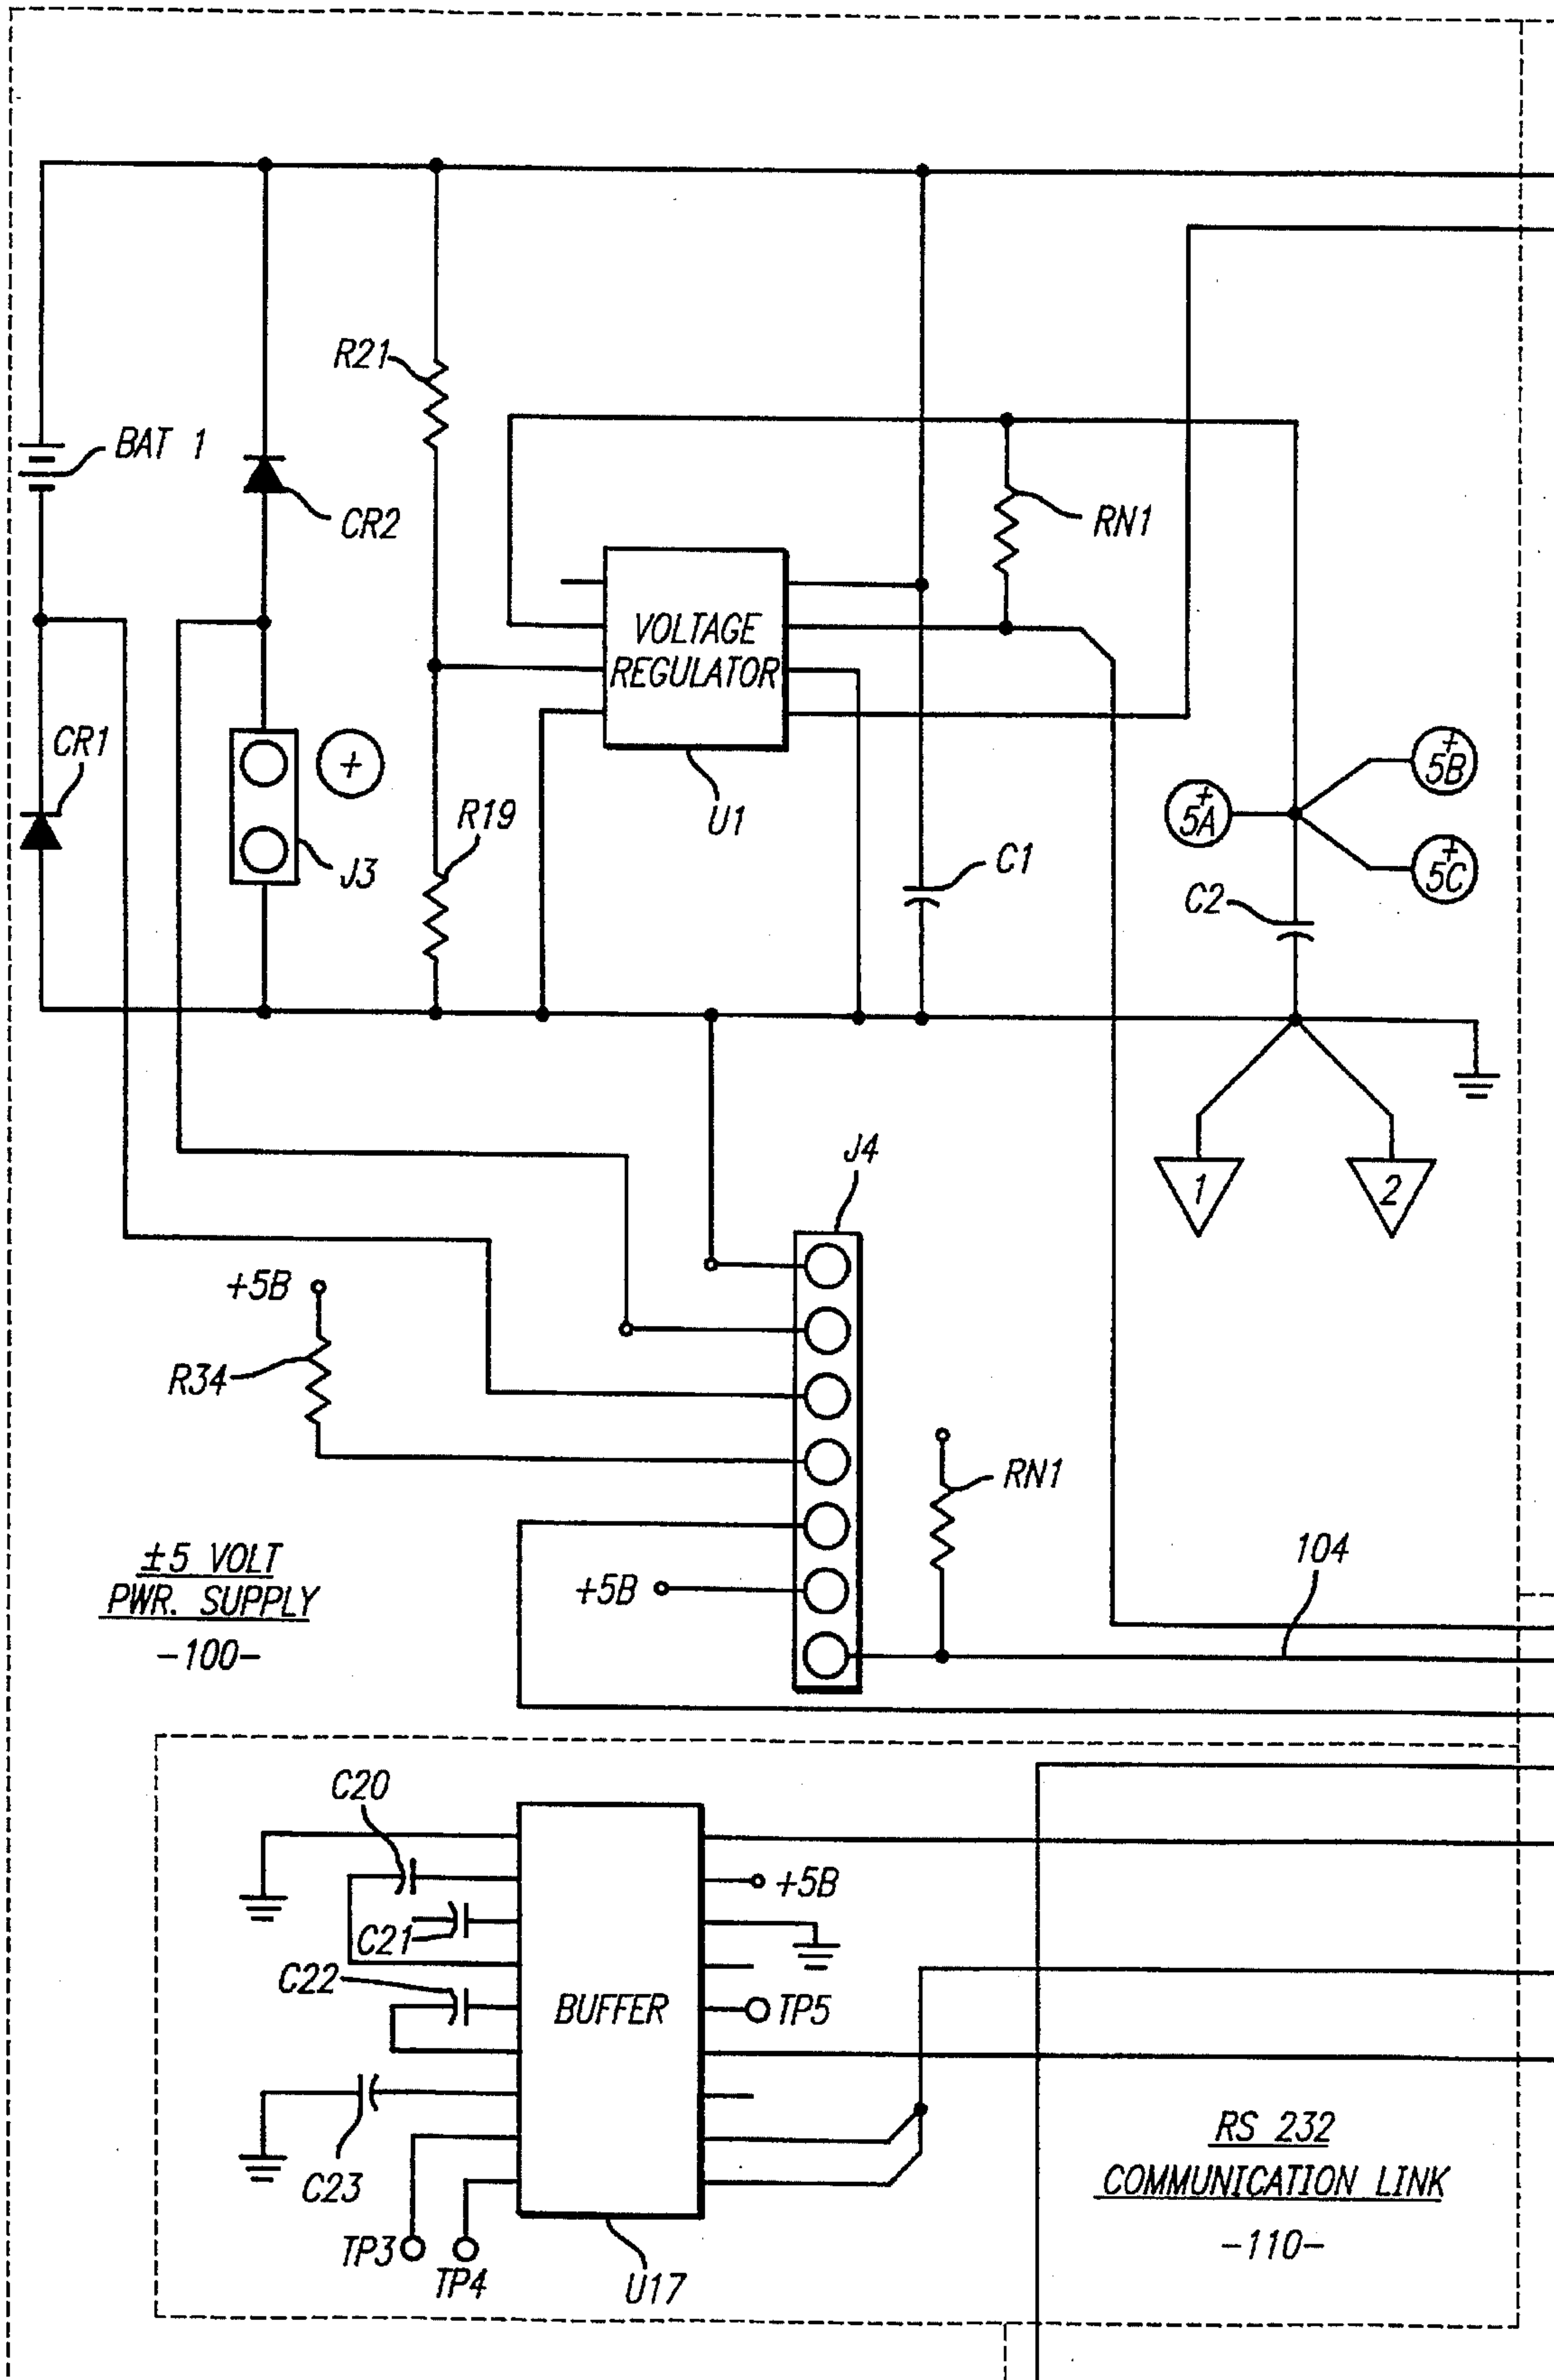 R21
BAT 1
CR2
RN1
VOLTAGE
REGULATOR
CR1
+
R19
U1
+
5B
+
5A
J3
C1
+
5C
C2
J4
1
2
+5B
R34
RN1
±5 VOLT
PWR. SUPPLY
-100-
+5B
104
C20
+5B
C21
C22
BUFFER
TP5
C23
RS 232
COMMUNICATION LINK
-110-
TP3
TP4
U17